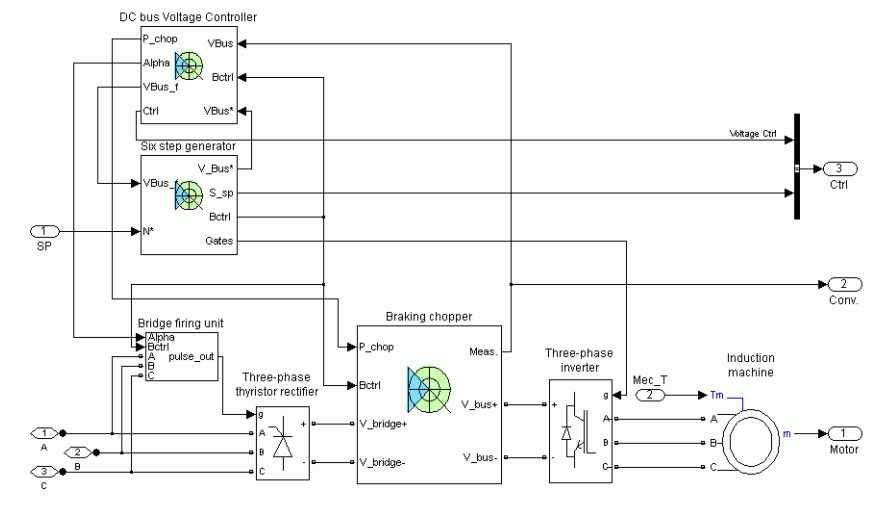 DC bus Voltage Controller
P_chop
VBus
Alpha
Bctrl
VBus_f
Ctrl
VBus*
Voltage Ctrl
Six step generator
V_Bus*
VBus_f
S_sp
3
Ctrl
Bctrl
1
SP
N*
Gates
2
Conv.
Bridge firing unit
Alpha
Bctrl
A
pulse_out
B
C
Braking chopper
P_chop
Meas.
Bctrl
V_bus+
V_bridge+
V_bridge-
V_bus-
Three-phase
thyristor rectifier
g
A
+
B
C
-
Three-phase
inverter
g
+
A
B
-
C
Mec_T
2
Induction
machine
Tm
A
B
m
C
1
Motor
1
A
2
B
3
C